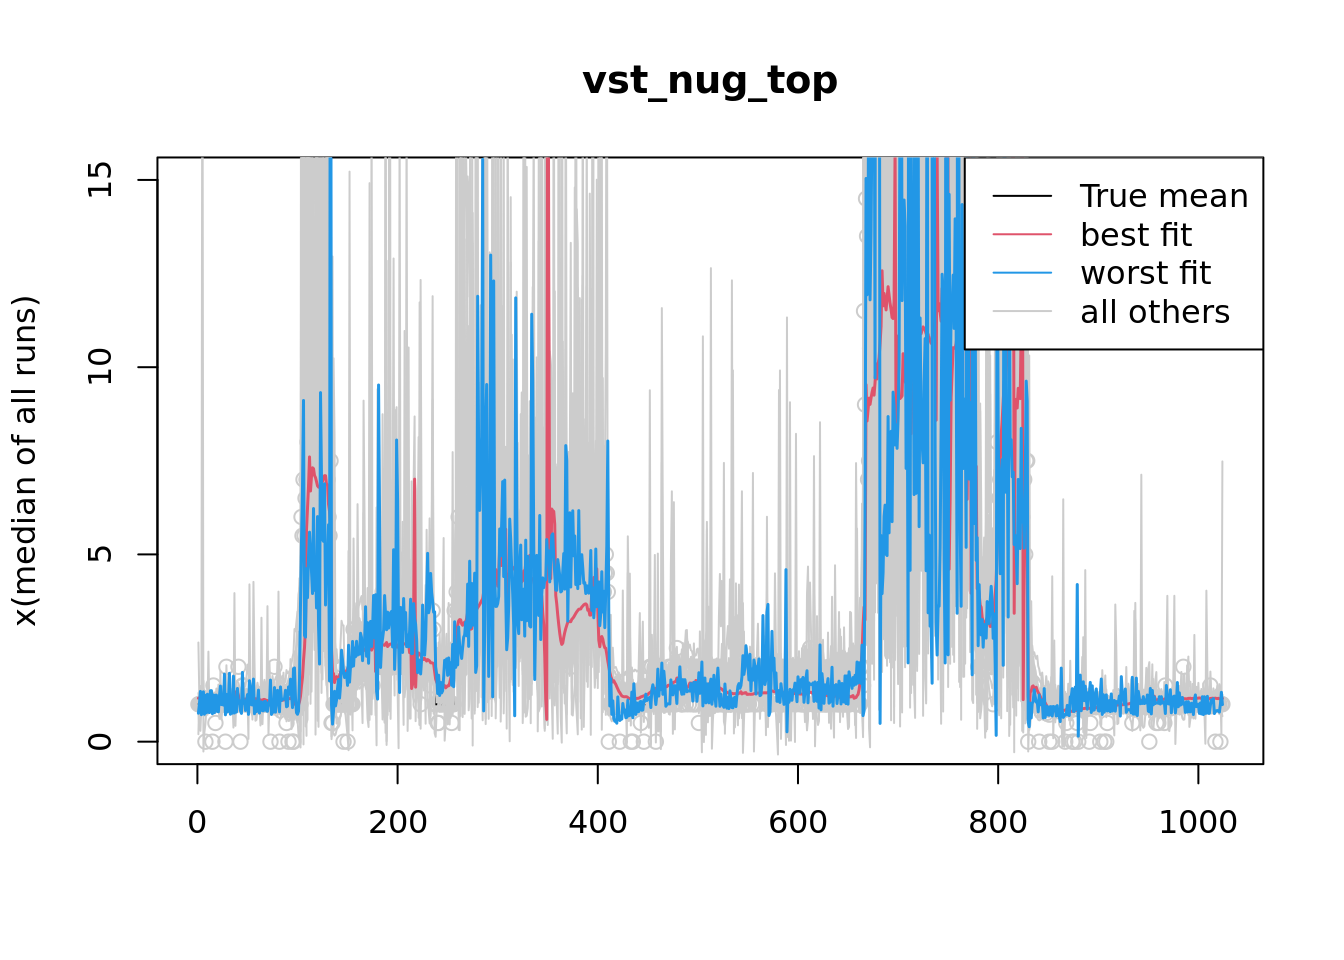 vst_nug_top
x(median of all runs)
15
10
5
0
True mean
best fit
worst fit
all others
0 200 400 600 800 1000